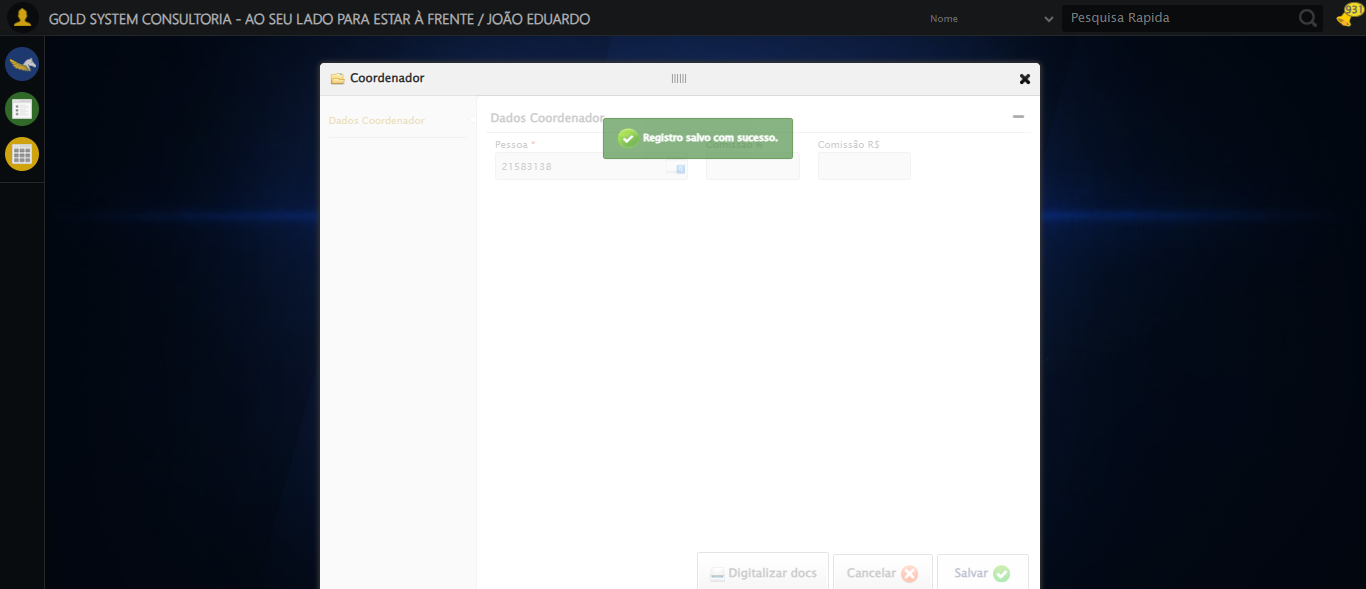 GOLD SYSTEM CONSULTORIA - AO SEU LADO PARA ESTAR À FRENTE / JOÃO EDUARDO
Nome
Pesquisa Rapida
931
Coordenador
Dados Coordenador
Dados Coordenador
Registro salvo com sucesso.
Pessoa *
Comissão %
Comissão R$
21583138
Digitalizar docs
Cancelar
Salvar